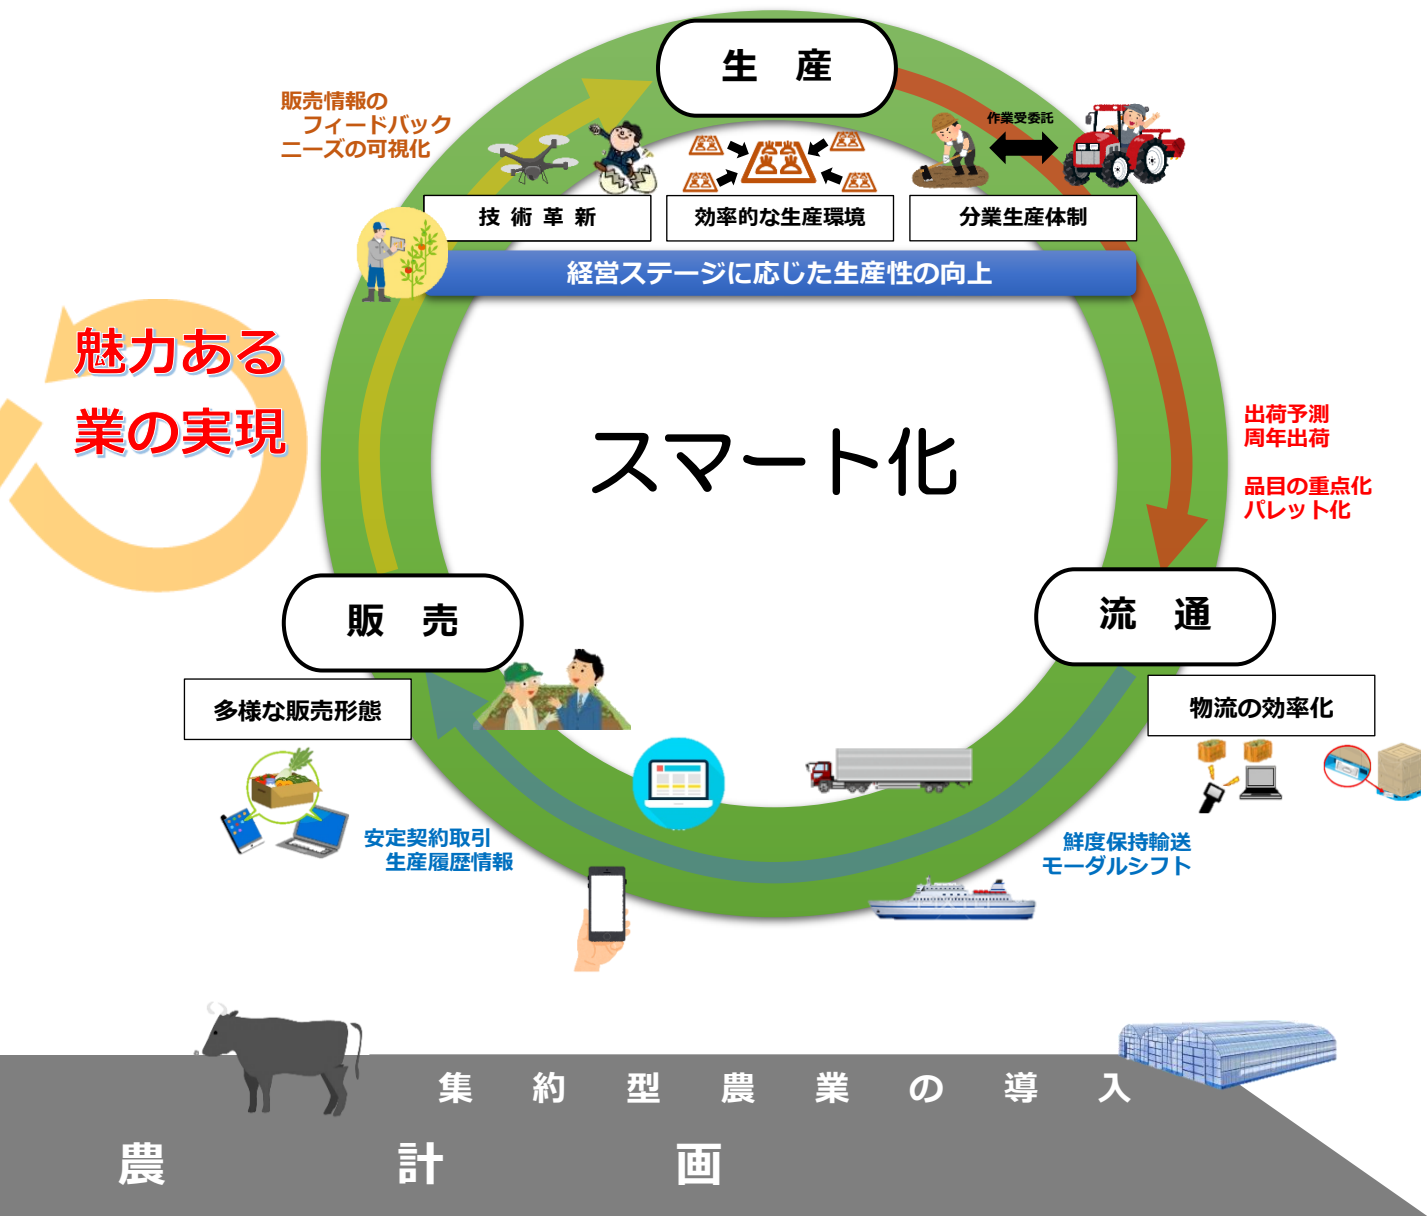 生 産
販売情報の
フィードバック
ニーズの可視化
作業受委託
技 術 革 新
効率的な生産環境
分業生産体制
経営ステージに応じた生産性の向上
魅力ある
業の実現
スマート化
出荷予測
周年出荷
品目の重点化
パレット化
販 売
流 通
多様な販売形態
物流の効率化
安定契約取引
生産履歴情報
鮮度保持輸送
モーダルシフト
集 約 型 農 業 の 導 入
農 計 画